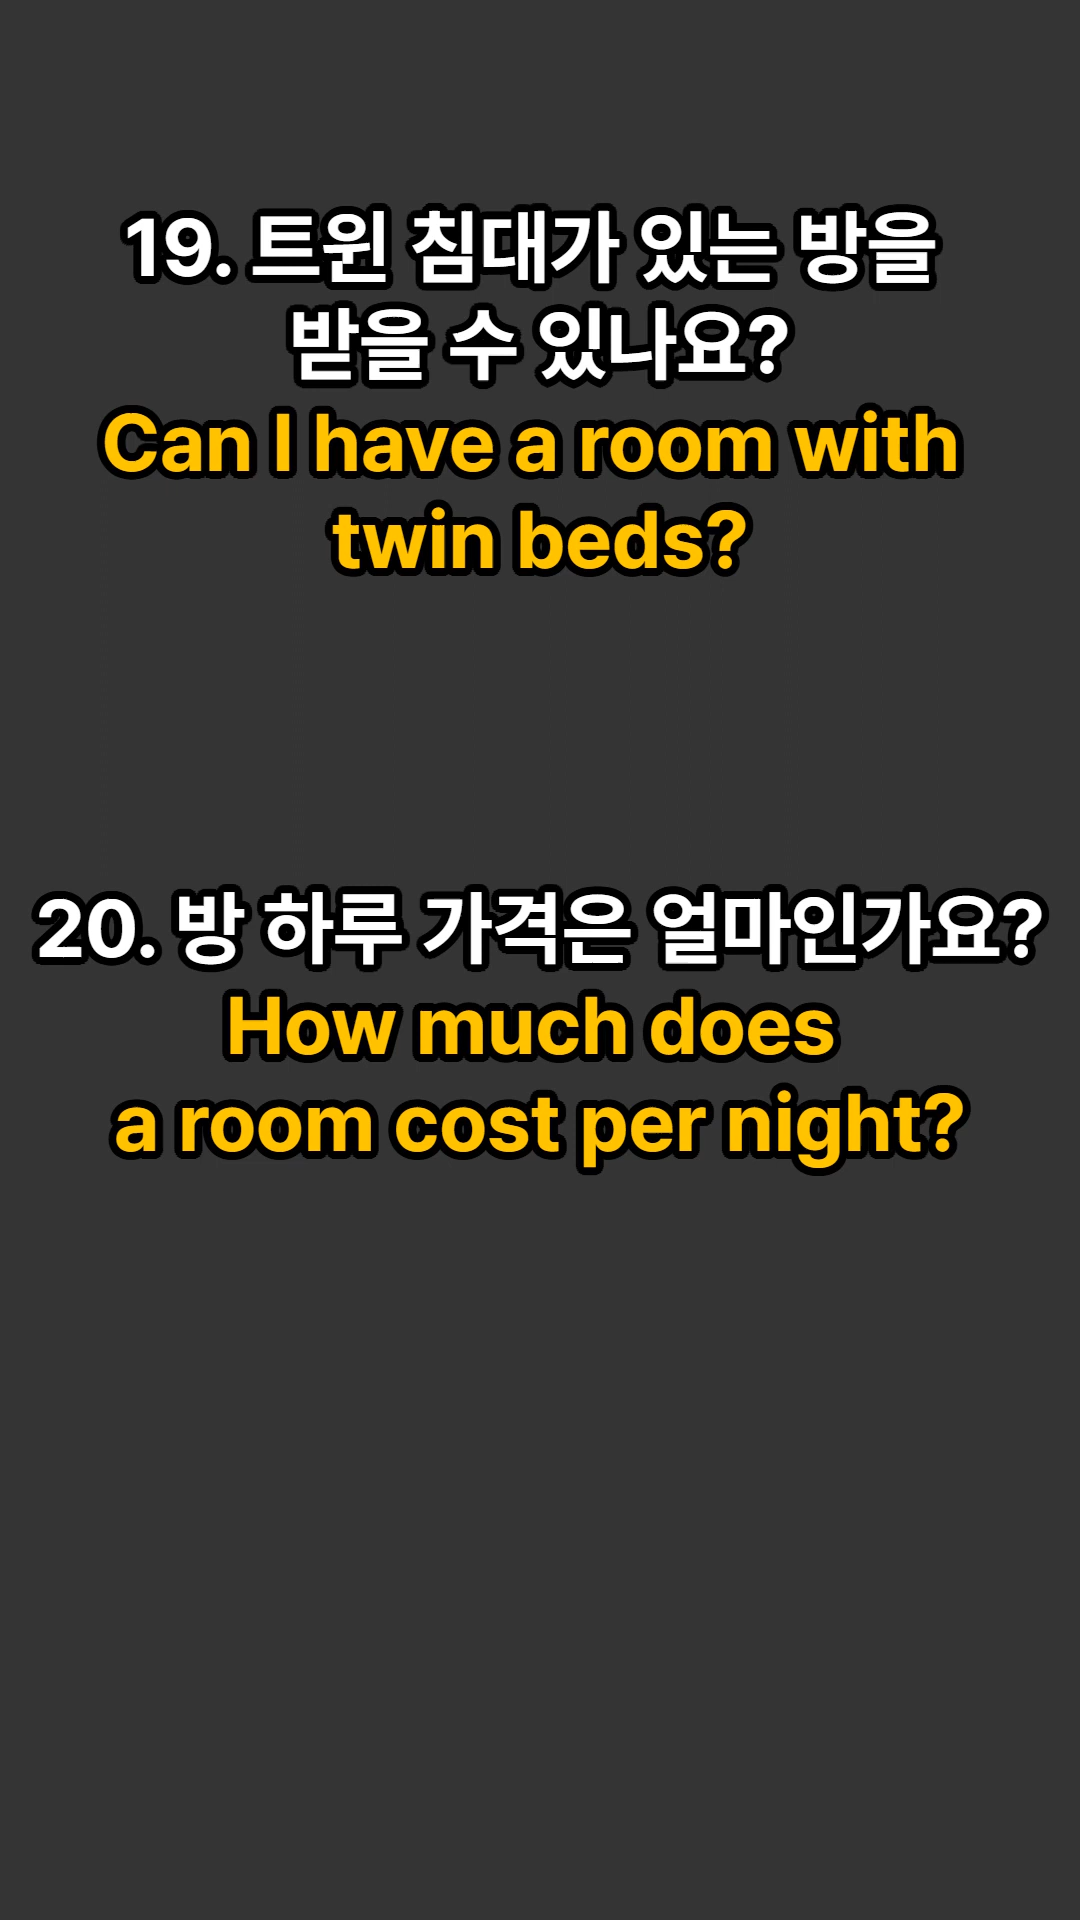 19. 트윈 침대가 있는 방을
받을 수 있나요?
Can I have a room with
twin beds?
20. 방 하루 가격은 얼마인가요?
How much does
a room cost per night?